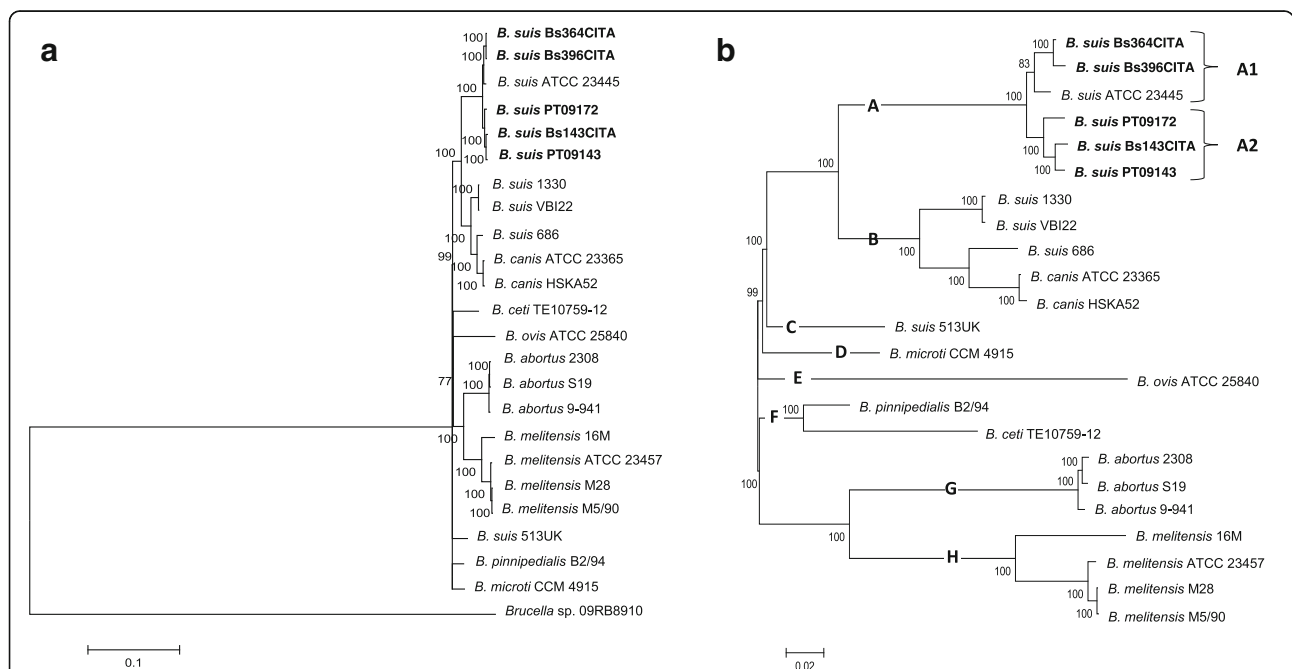 a
B. suis Bs364CITA
B. suis Bs396CITA
B. suis ATCC 23445
B. suis PT09172
B. suis Bs143CITA
B. suis PT09143
B. suis 1330
B. suis VBI22
B. suis 686
B. canis ATCC 23365
B. canis HSKA52
B. ceti TE10759-12
B. ovis ATCC 25840
B. abortus 2308
B. abortus S19
B. abortus 9-941
B. melitensis 16M
B. melitensis ATCC 23457
B. melitensis M28
B. melitensis M5/90
B. suis 513UK
B. pinnipedialis B2/94
B. microti CCM 4915
Brucella sp. 09RB8910
100
100
100
100
100
100
100
100
100
100
100
99
100
100
77
100
100
100
100
0.1
b
B. suis Bs364CITA
B. suis Bs396CITA
B. suis ATCC 23445
A1
B. suis PT09172
B. suis Bs143CITA
B. suis PT09143
A2
B. suis 1330
B. suis VBI22
B. suis 686
B. canis ATCC 23365
B. canis HSKA52
B. suis 513UK
B. microti CCM 4915
B. ovis ATCC 25840
B. pinnipedialis B2/94
B. ceti TE10759-12
B. abortus 2308
B. abortus S19
B. abortus 9-941
B. melitensis 16M
B. melitensis ATCC 23457
B. melitensis M28
B. melitensis M5/90
A
B
C
D
E
F
G
H
100
83
100
100
100
100
100
100
100
100
100
99
100
100
100
100
100
100
100
100
0.02